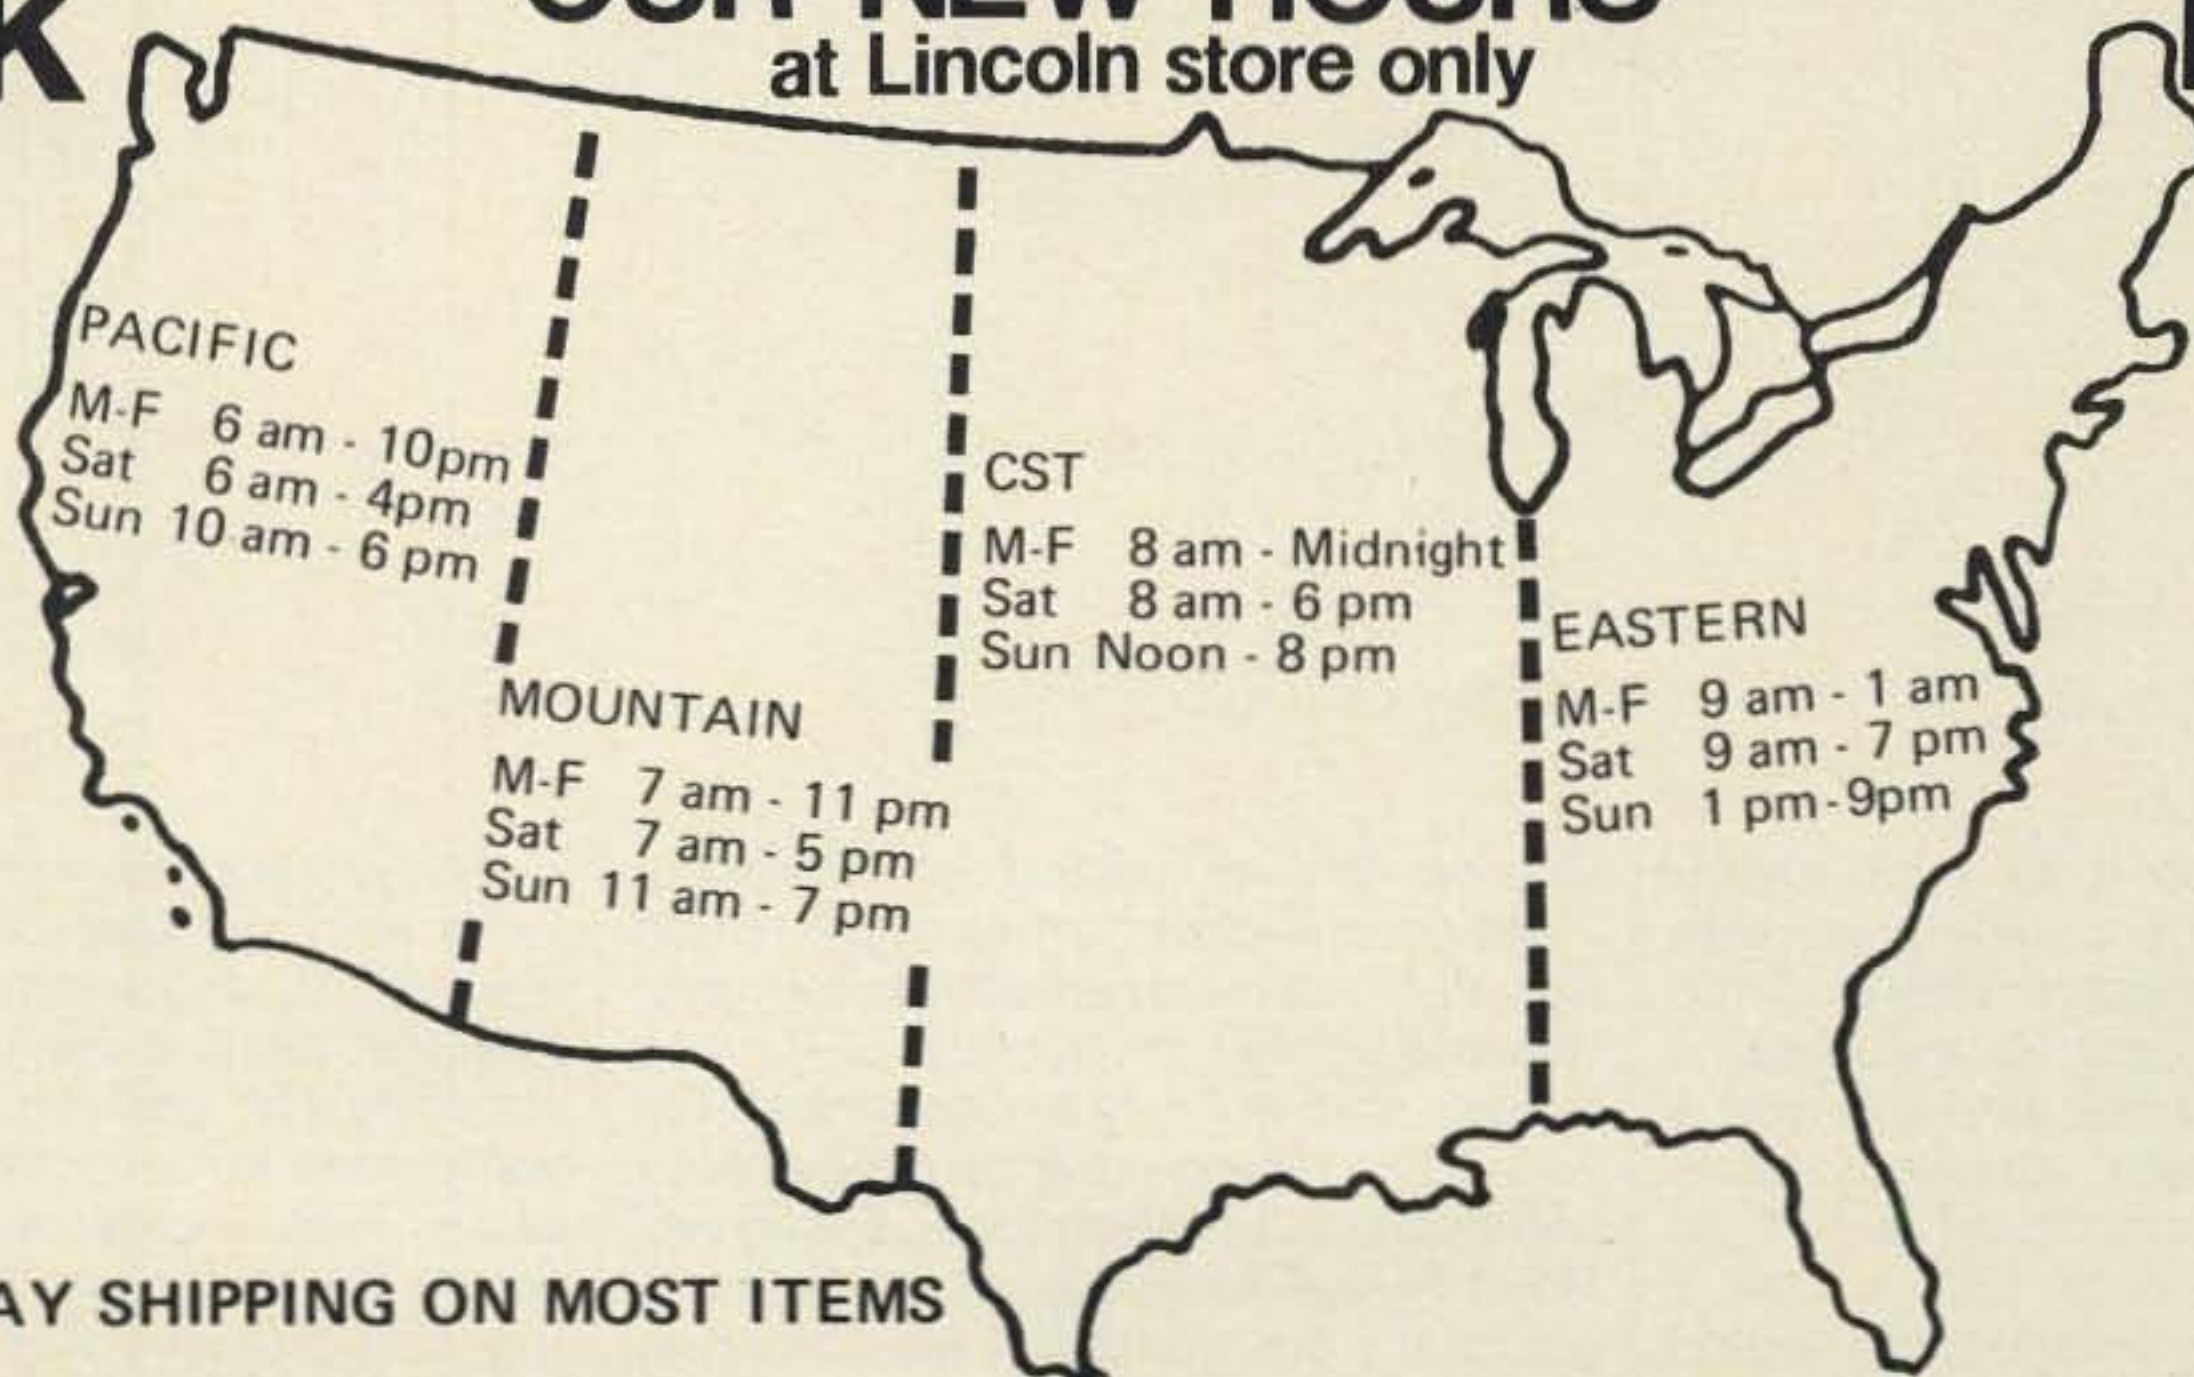 OUR NEW HOURS
at Lincoln store only
PACIFIC
M-F 6 am - 10pm
Sat 6 am - 4pm
Sun 10 am - 6 pm
MOUNTAIN
M-F 7 am - 11 pm
Sat 7 am - 5 pm
Sun 11 am - 7 pm
CST
M-F 8 am - Midnight
Sat 8 am - 6 pm
Sun Noon - 8 pm
EASTERN
M-F 9 am - 1 am
Sat 9 am - 7 pm
Sun 1 pm - 9pm
SHIPPING ON MOST ITEMS